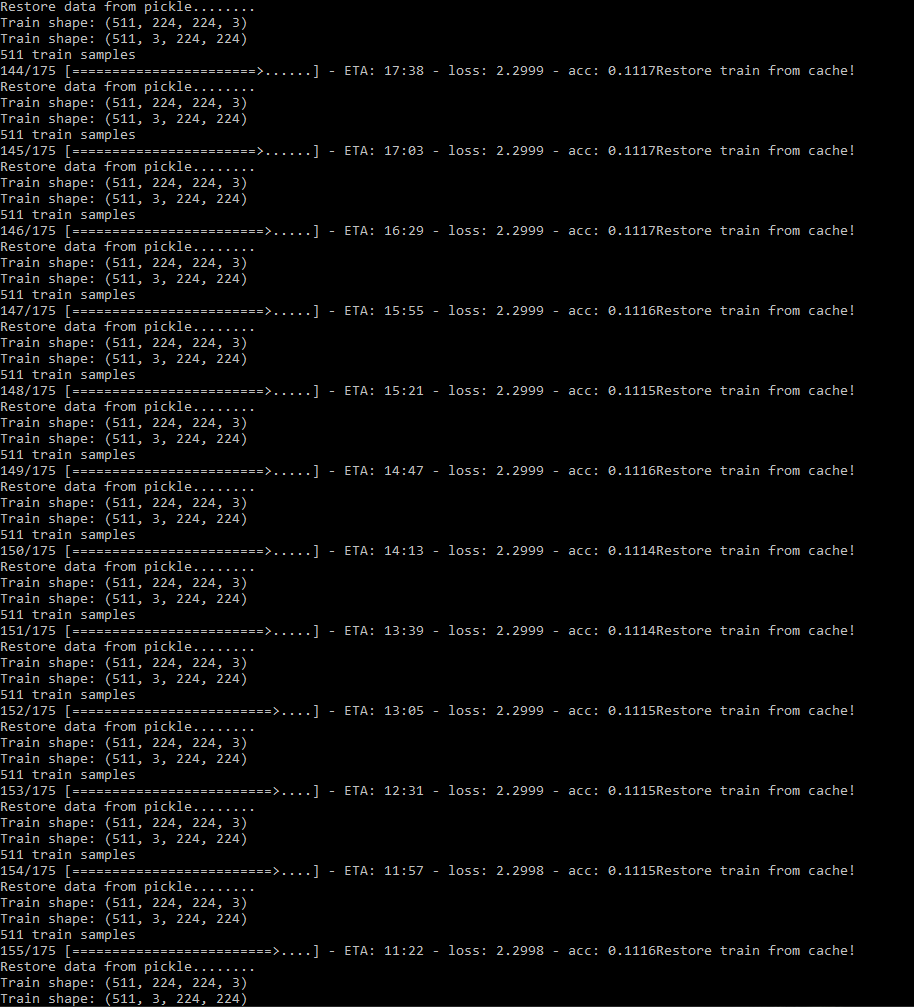 Restore data from pickle........
Train shape: (511, 224, 224, 3)
Train shape: (511, 3, 224, 224)
511 train samples
144/175 [=======================>......] - ETA: 17:38 - loss: 2.2999 - acc: 0.1117Restore train from cache!
Restore data from pickle........
Train shape: (511, 224, 224, 3)
Train shape: (511, 3, 224, 224)
511 train samples
145/175 [=======================>......] - ETA: 17:03 - loss: 2.2999 - acc: 0.1117Restore train from cache!
Restore data from pickle........
Train shape: (511, 224, 224, 3)
Train shape: (511, 3, 224, 224)
511 train samples
146/175 [========================>.....] - ETA: 16:29 - loss: 2.2999 - acc: 0.1117Restore train from cache!
Restore data from pickle........
Train shape: (511, 224, 224, 3)
Train shape: (511, 3, 224, 224)
511 train samples
147/175 [========================>.....] - ETA: 15:55 - loss: 2.2999 - acc: 0.1116Restore train from cache!
Restore data from pickle........
Train shape: (511, 224, 224, 3)
Train shape: (511, 3, 224, 224)
511 train samples
148/175 [========================>.....] - ETA: 15:21 - loss: 2.2999 - acc: 0.1115Restore train from cache!
Restore data from pickle........
Train shape: (511, 224, 224, 3)
Train shape: (511, 3, 224, 224)
511 train samples
149/175 [========================>.....] - ETA: 14:47 - loss: 2.2999 - acc: 0.1116Restore train from cache!
Restore data from pickle........
Train shape: (511, 224, 224, 3)
Train shape: (511, 3, 224, 224)
511 train samples
150/175 [========================>.....] - ETA: 14:13 - loss: 2.2999 - acc: 0.1114Restore train from cache!
Restore data from pickle........
Train shape: (511, 224, 224, 3)
Train shape: (511, 3, 224, 224)
511 train samples
151/175 [========================>.....] - ETA: 13:39 - loss: 2.2999 - acc: 0.1114Restore train from cache!
Restore data from pickle........
Train shape: (511, 224, 224, 3)
Train shape: (511, 3, 224, 224)
511 train samples
152/175 [=========================>....] - ETA: 13:05 - loss: 2.2999 - acc: 0.1115Restore train from cache!
Restore data from pickle........
Train shape: (511, 224, 224, 3)
Train shape: (511, 3, 224, 224)
511 train samples
153/175 [=========================>....] - ETA: 12:31 - loss: 2.2999 - acc: 0.1115Restore train from cache!
Restore data from pickle........
Train shape: (511, 224, 224, 3)
Train shape: (511, 3, 224, 224)
511 train samples
154/175 [=========================>....] - ETA: 11:57 - loss: 2.2998 - acc: 0.1115Restore train from cache!
Restore data from pickle........
Train shape: (511, 224, 224, 3)
Train shape: (511, 3, 224, 224)
511 train samples
155/175 [=========================>....] - ETA: 11:22 - loss: 2.2998 - acc: 0.1116Restore train from cache!
Restore data from pickle........
Train shape: (511, 224, 224, 3)
Train shape: (511, 3, 224, 224)